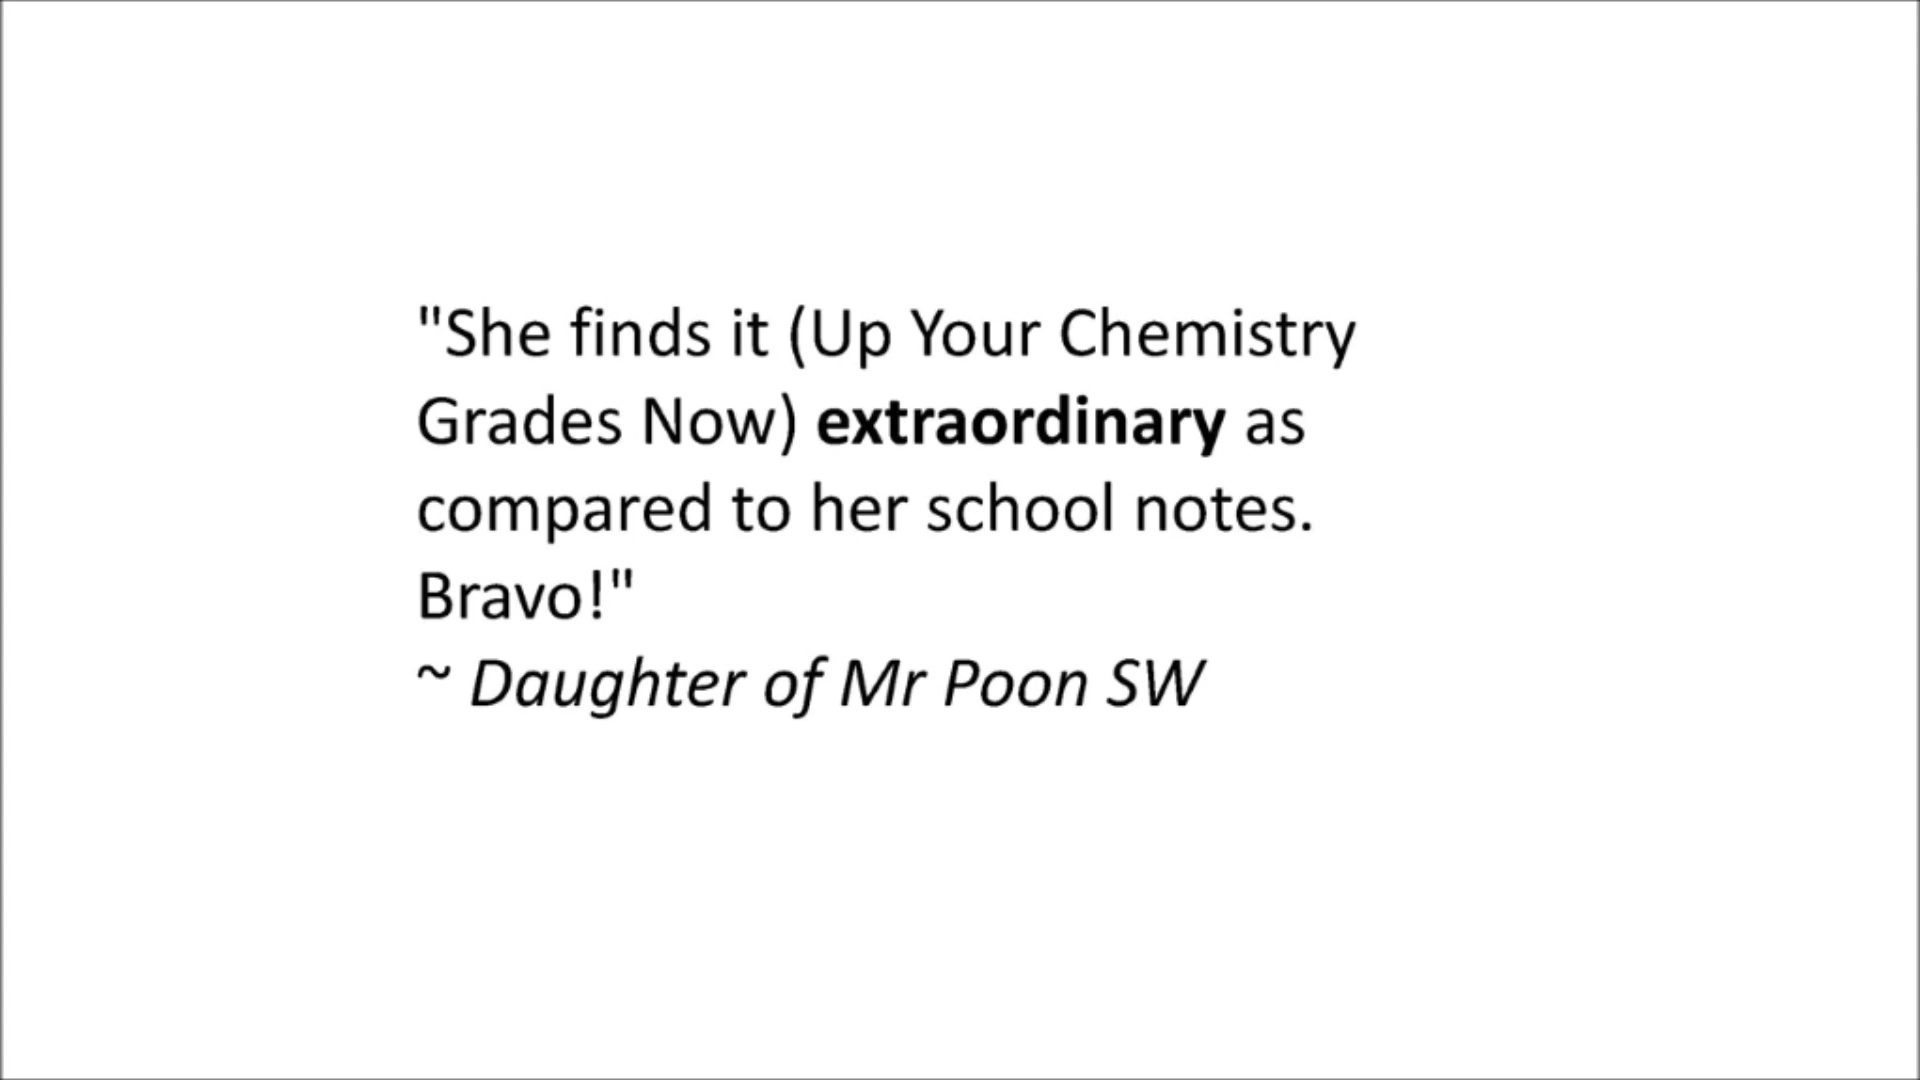 "She finds it (Up Your Chemistry
Grades Now) extraordinary as
compared to her school notes.
Bravo!"
~ Daughter of Mr Poon SW